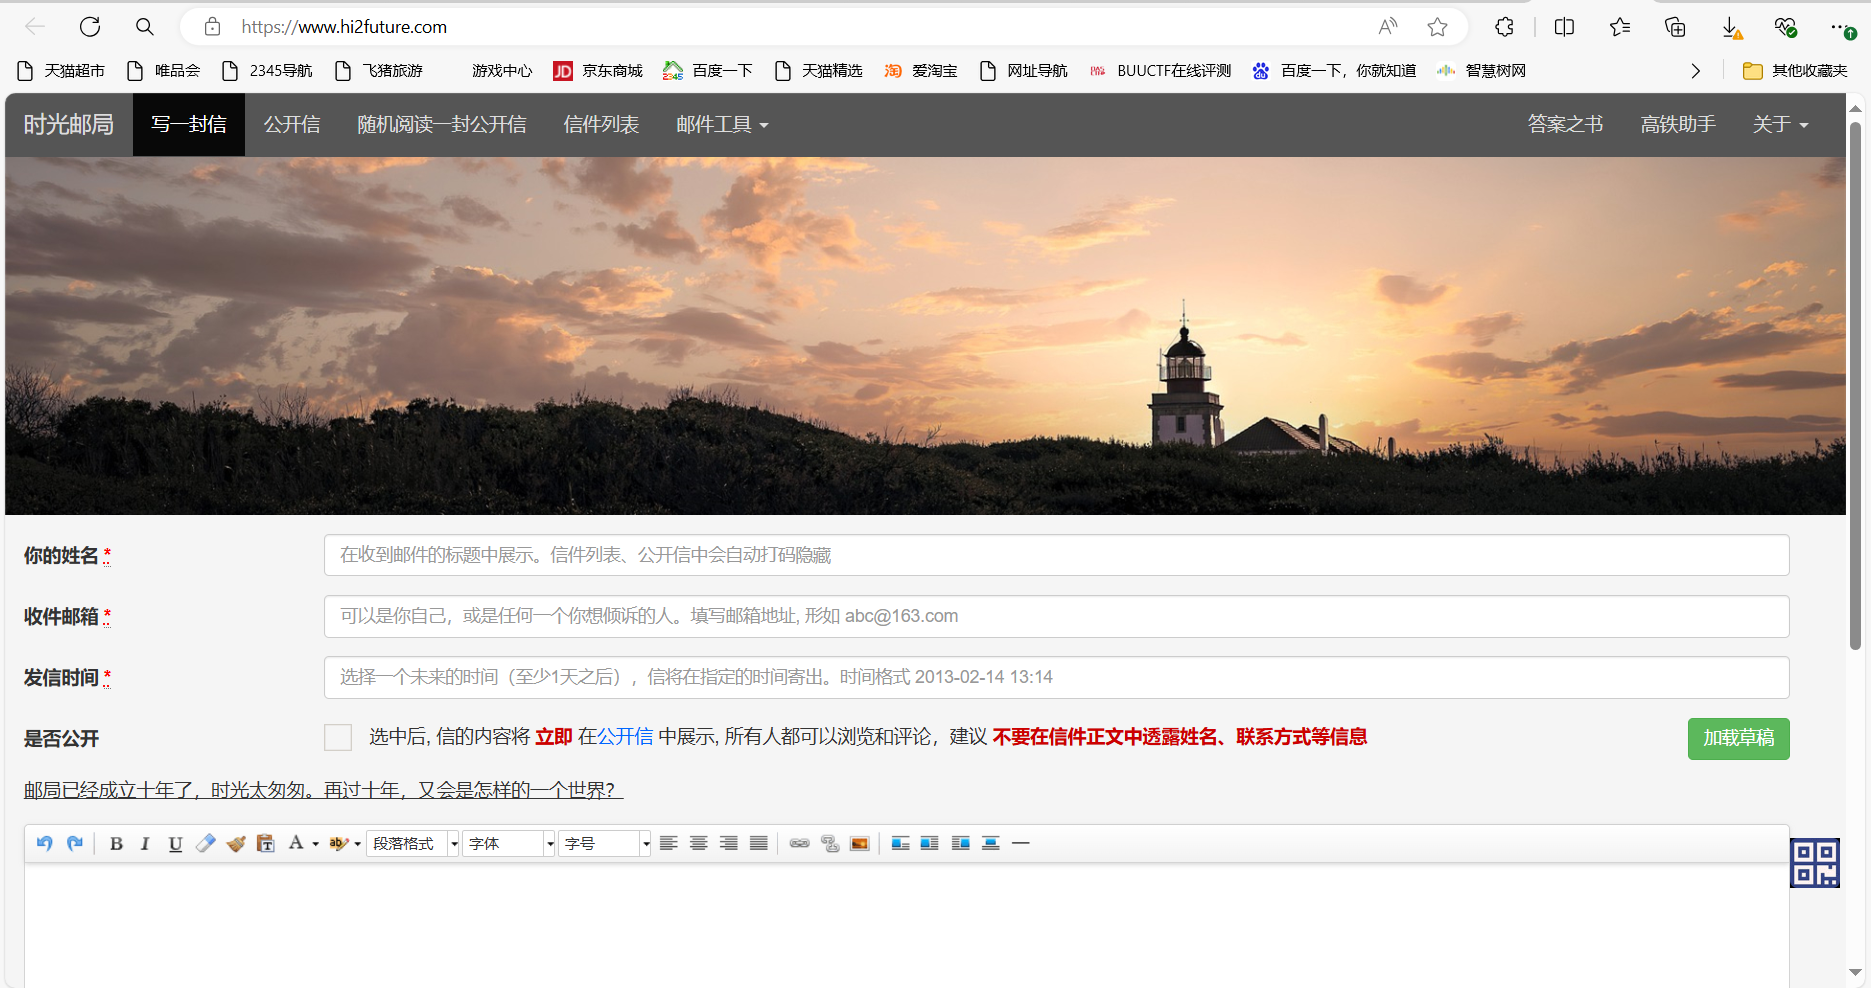 https://www.hi2future.com
天猫超市 唯品会 2345导航 飞猪旅游 游戏中心 JD 京东商城 2345 百度一下 天猫精选 淘 爱淘宝 网址导航 BUUCTF在线评测 百度一下，你就知道 智慧树网 其他收藏夹
时光邮局 写一封信 公开信 随机阅读一封公开信 信件列表 邮件工具 答案之书 高铁助手 关于
你的姓名 * 在收到邮件的标题中展示。信件列表、公开信中会自动打码隐藏
收件邮箱 * 可以是你自己，或是任何一个你想倾诉的人。填写邮箱地址, 形如 abc@163.com
发信时间 * 选择一个未来的时间（至少1天之后），信将在指定的时间寄出。时间格式 2013-02-14 13:14
是否公开 选中后, 信的内容将 立即 在公开信 中展示, 所有人都可以浏览和评论，建议 不要在信件正文中透露姓名、联系方式等信息 加载草稿
邮局已经成立十年了，时光太匆匆。再过十年，又会是怎样的一个世界？
B I U T A ab 段落格式 字体 字号